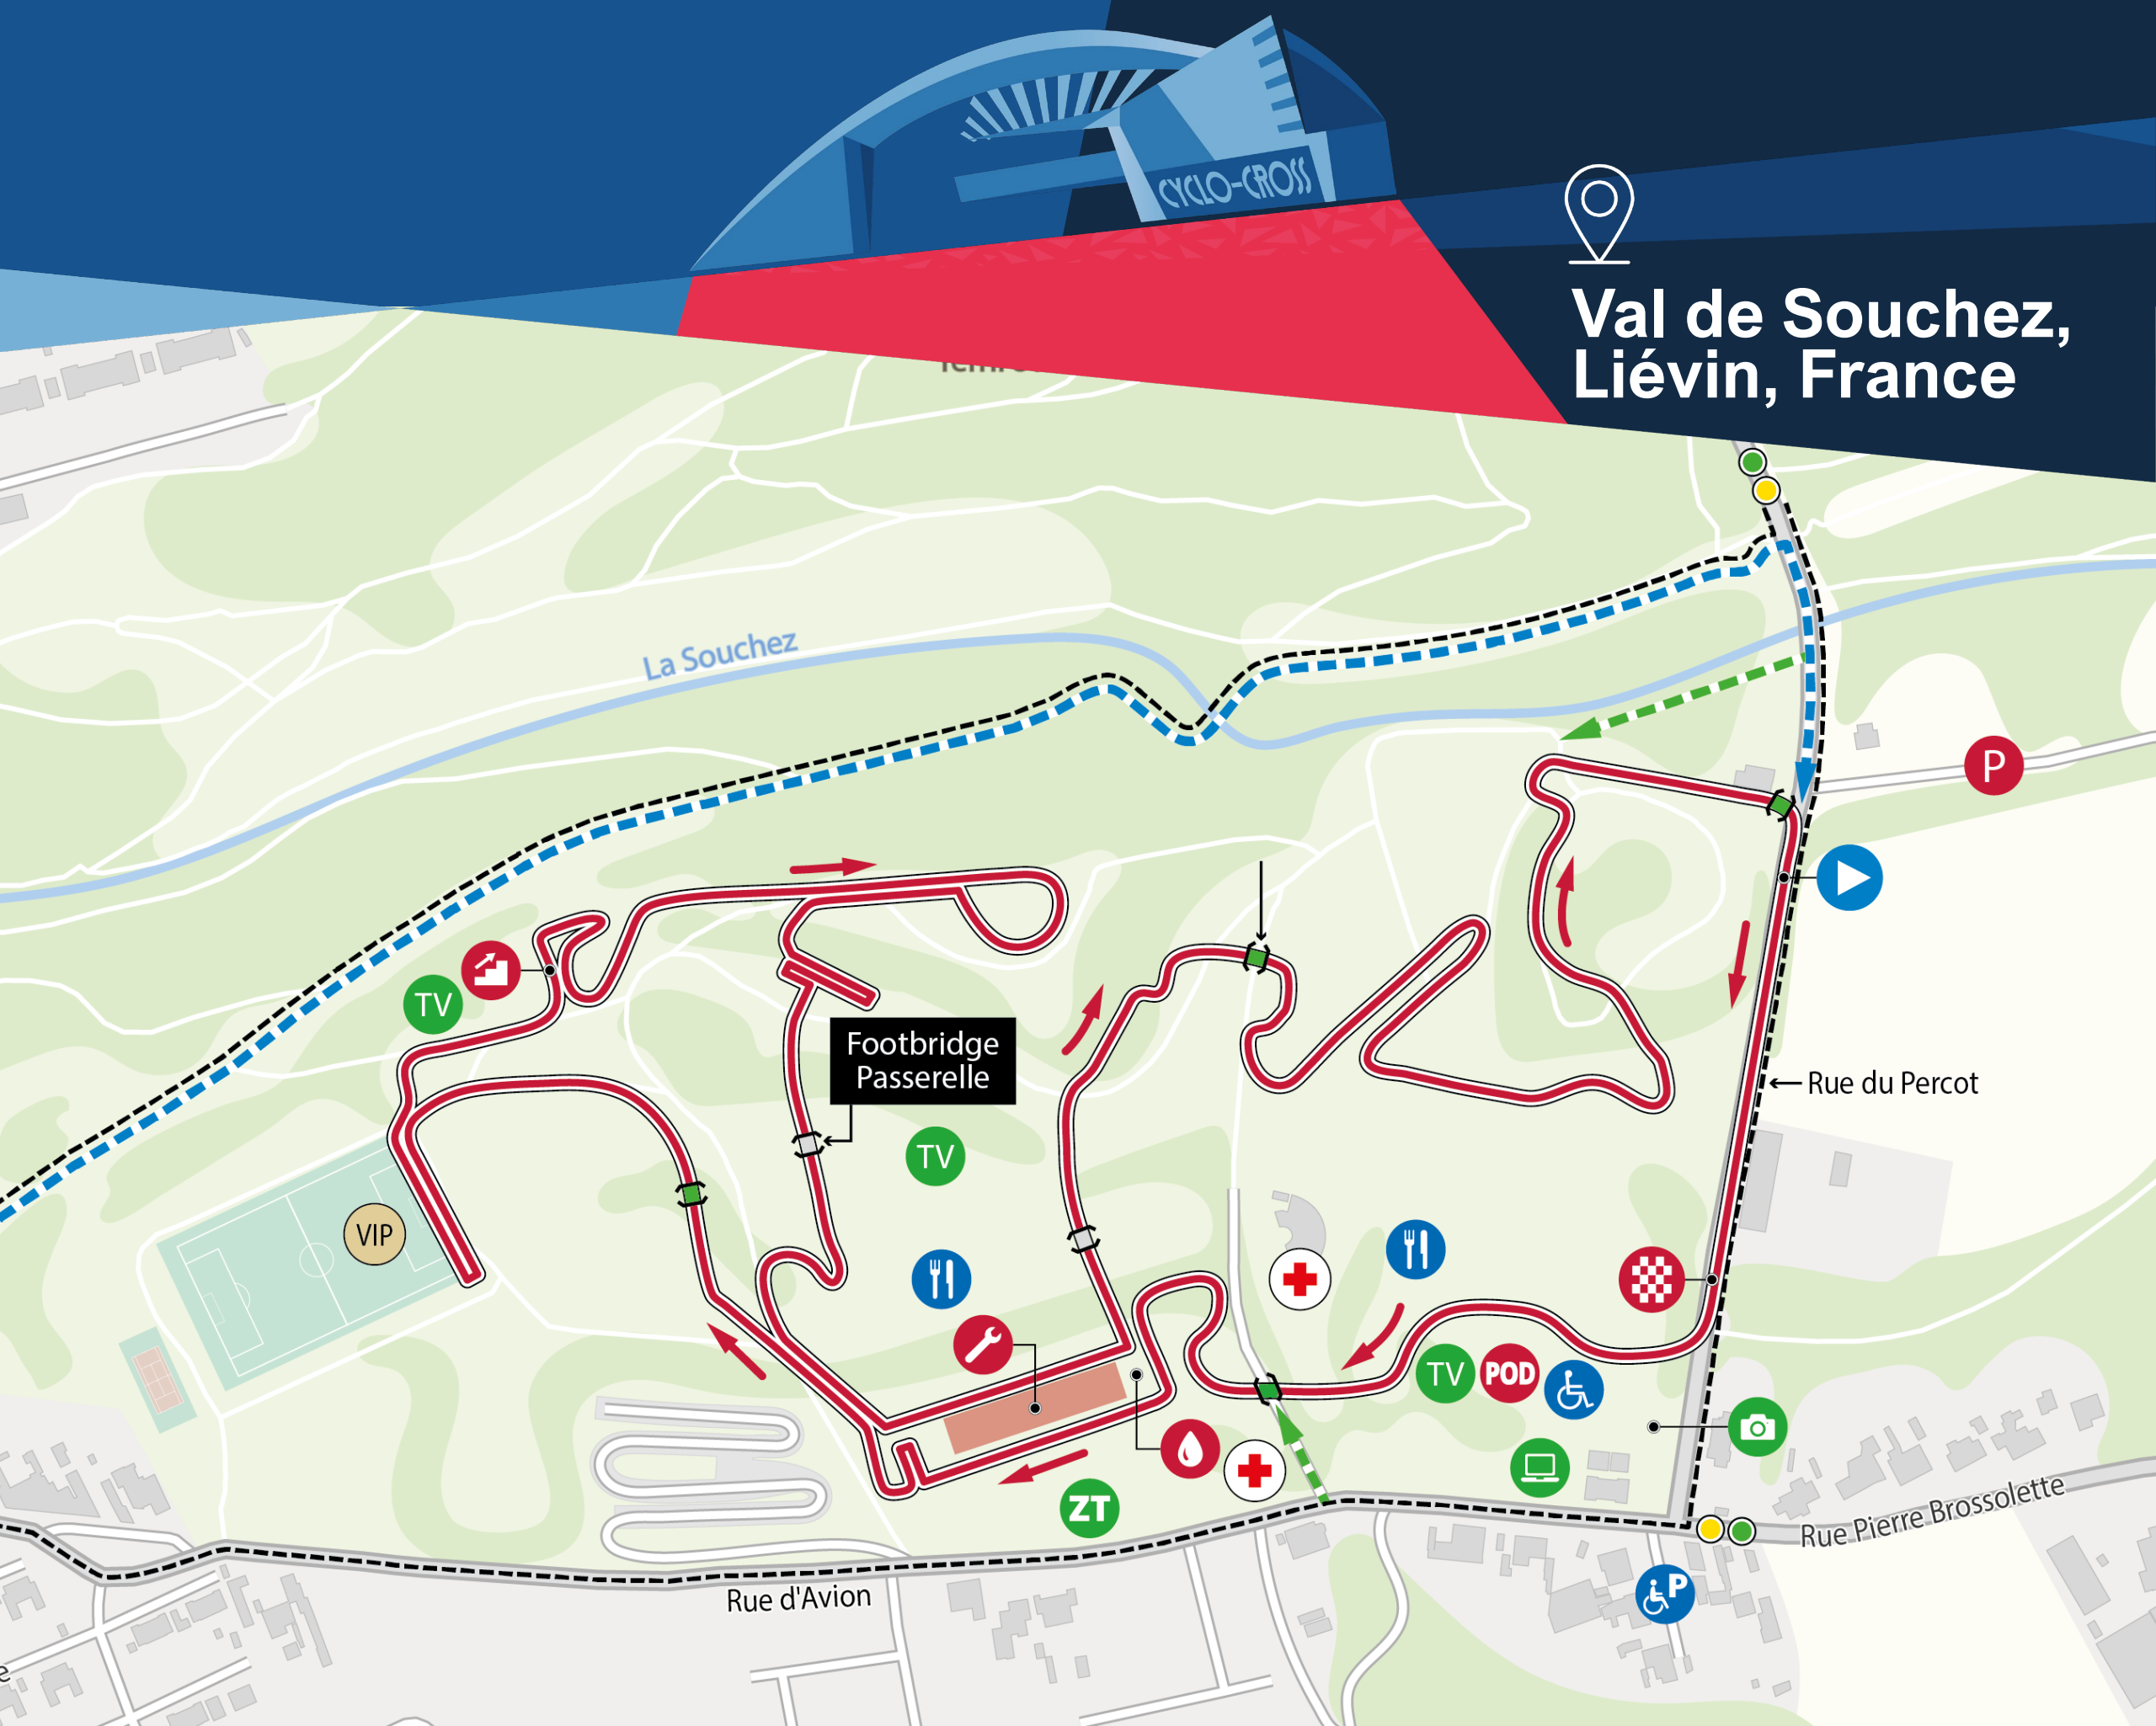 CYCLO-CROSS
Val de Souchez,
Liévin, France
La Souchez
P
TV
Footbridge
Passerelle
Rue du Percot
TV
VIP
TV
POD
ZT
Rue Pierre Brossolette
Rue d'Avion
P